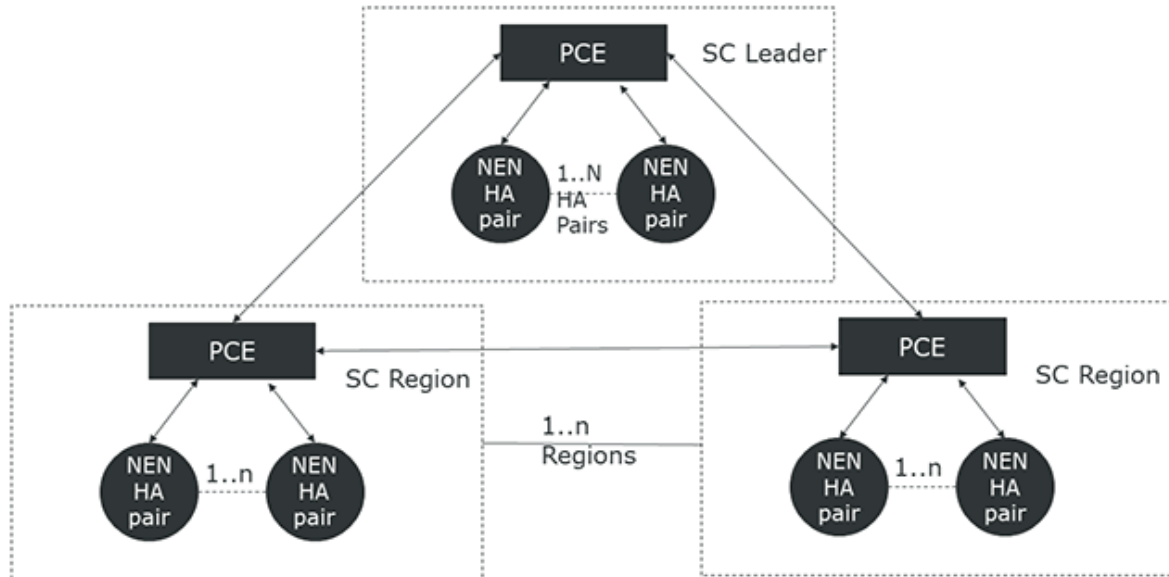 PCE
SC Leader
NEN
HA
pair
1..N
HA
Pairs
NEN
HA
pair
PCE
SC Region
NEN
HA
pair
1..n
NEN
HA
pair
1..n
Regions
PCE
SC Region
NEN
HA
pair
1..n
NEN
HA
pair